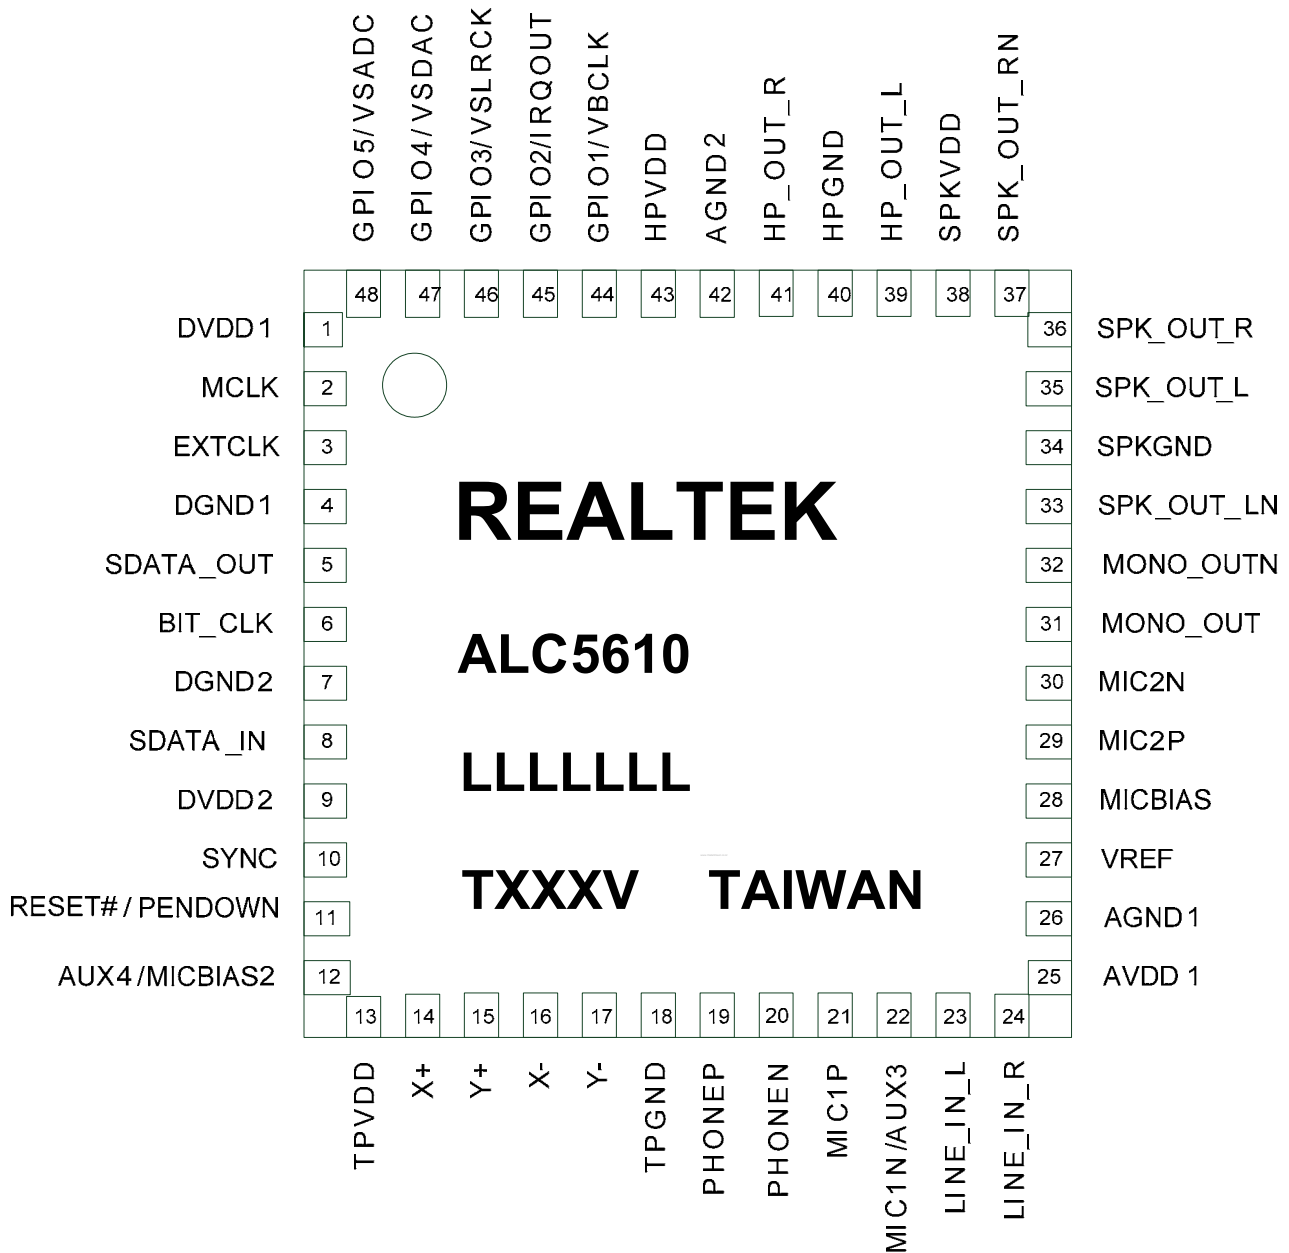 GPIO5/VSADC
GPIO4/VSDAC
GPIO3/VSLRCK
GPIO2/IRQOUT
GPIO1/VBCLK
HPVDD
AGND2
HP_OUT_R
HPGND
HP_OUT_L
SPKVDD
SPK_OUT_RN
48 47 46 45 44 43 42 41 40 39 38 37
DVDD1 1
MCLK 2
EXTCLK 3
DGND1 4
SDATA_OUT 5
BIT_CLK 6
DGND2 7
SDATA_IN 8
DVDD2 9
SYNC 10
RESET#/PENDOWN 11
AUX4/MICBIAS2 12
REALTEK
ALC5610
LLLLLLL
TXXXV TAIWAN
36 SPK_OUT_R
35 SPK_OUT_L
34 SPKGND
33 SPK_OUT_LN
32 MONO_OUTN
31 MONO_OUT
30 MIC2N
29 MIC2P
28 MICBIAS
27 VREF
26 AGND1
25 AVDD1
13 14 15 16 17 18 19 20 21 22 23 24
TPVDD
X+
Y+
X-
Y-
TPGND
PHONEP
PHONEN
MIC1P
MIC1N/AUX3
LINE_IN_L
LINE_IN_R